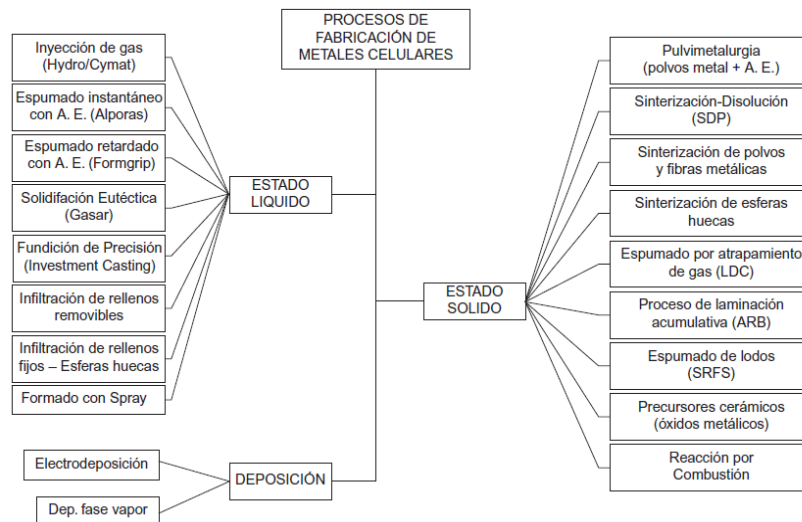 PROCESOS DE
FABRICACIÓN DE
METALES CELULARES
Inyección de gas
(Hydro/Cymat)
Espumado instantáneo
con A. E. (Alporas)
Espumado retardado
con A. E. (Formgrip)
Solidifación Eutéctica
(Gasar)
Fundición de Precisión
(Investment Casting)
Infiltración de rellenos
removibles
Infiltración de rellenos
fijos – Esferas huecas
Formado con Spray
ESTADO
LIQUIDO
Electrodeposición
Dep. fase vapor
DEPOSICIÓN
ESTADO
SOLIDO
Pulvimetalurgia
(polvos metal + A. E.)
Sinterización-Disolución
(SDP)
Sinterización de polvos
y fibras metálicas
Sinterización de esferas
huecas
Espumado por atrapamiento
de gas (LDC)
Proceso de laminación
acumulativa (ARB)
Espumado de lodos
(SRFS)
Precursores cerámicos
(óxidos metálicos)
Reacción por
Combustión